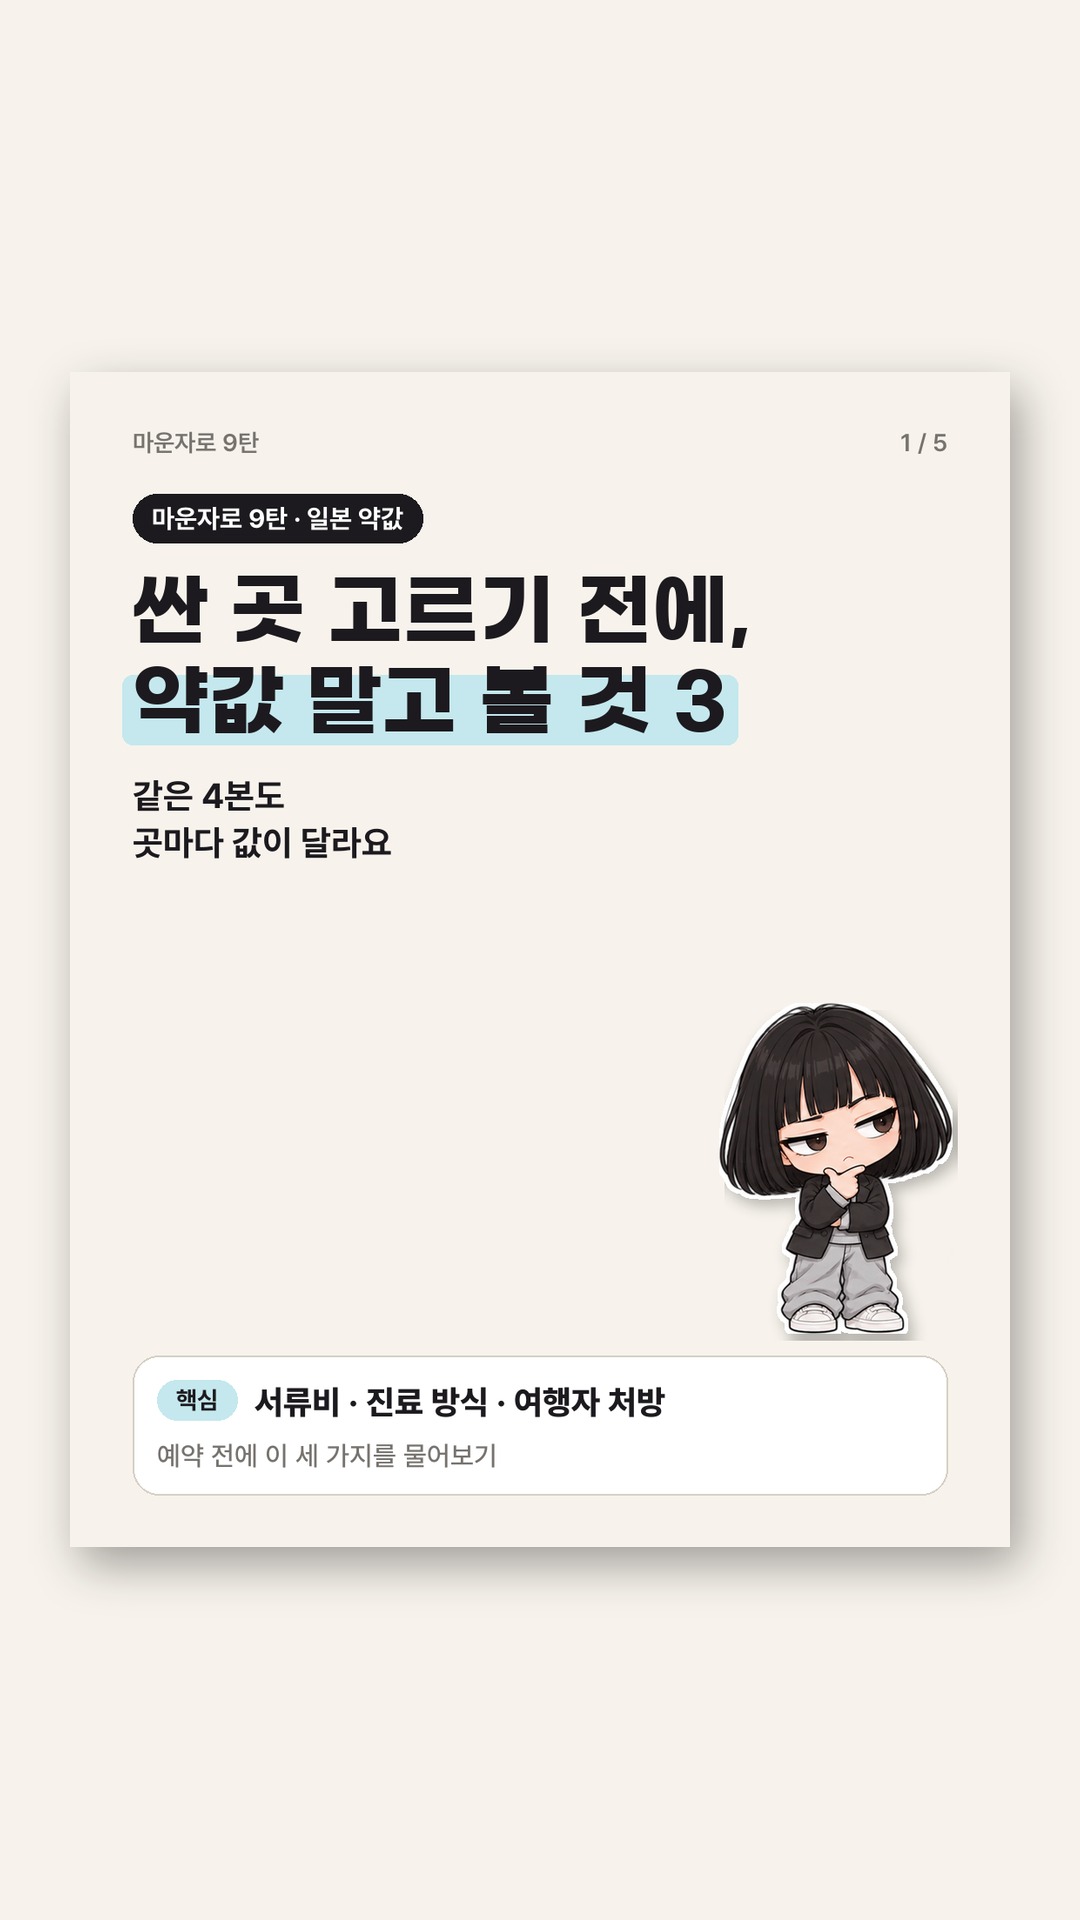 마운자로 9탄
1 / 5
마운자로 9탄 · 일본 약값
싼 곳 고르기 전에,
약값 말고 볼 것 3
같은 4본도
곳마다 값이 달라요
핵심 서류비 · 진료 방식 · 여행자 처방
예약 전에 이 세 가지를 물어보기